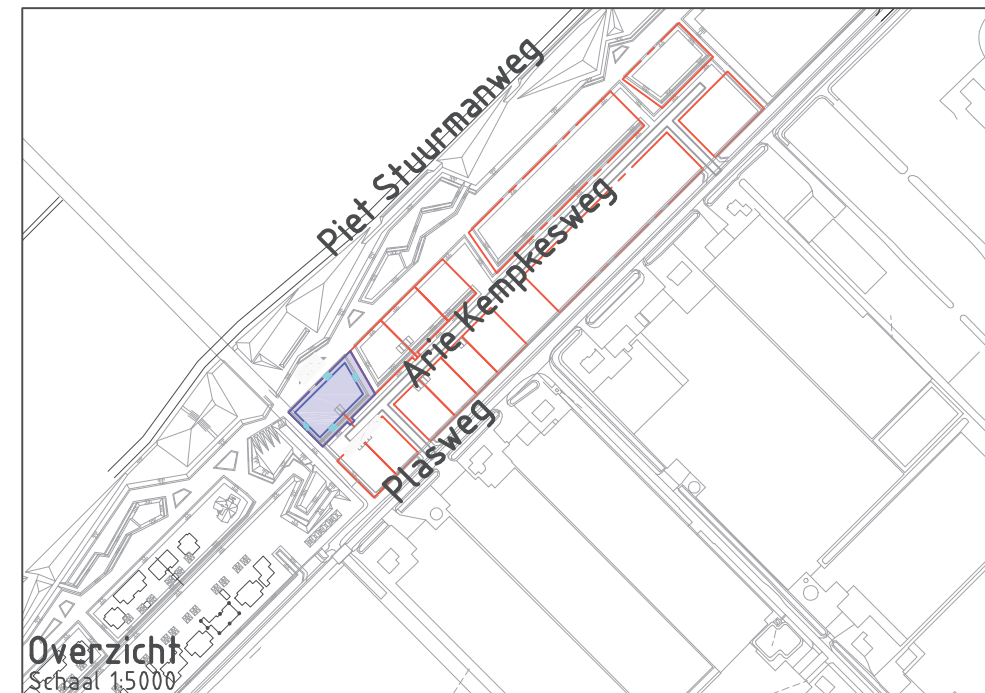 Piet Stuurmanweg
Arie Kempkesweg
Plasweg
Overzicht
Schaal 1:5000